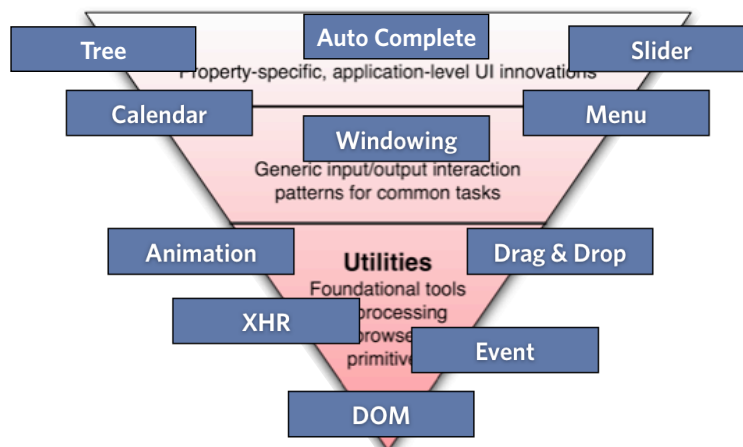 Auto Complete
Tree
Slider
Property-specific, application-level UI innovations
Calendar
Menu
Windowing
Generic input/output interaction
patterns for common tasks
Animation
Drag & Drop
Utilities
Foundational tools
processing
XHR
Event
DOM